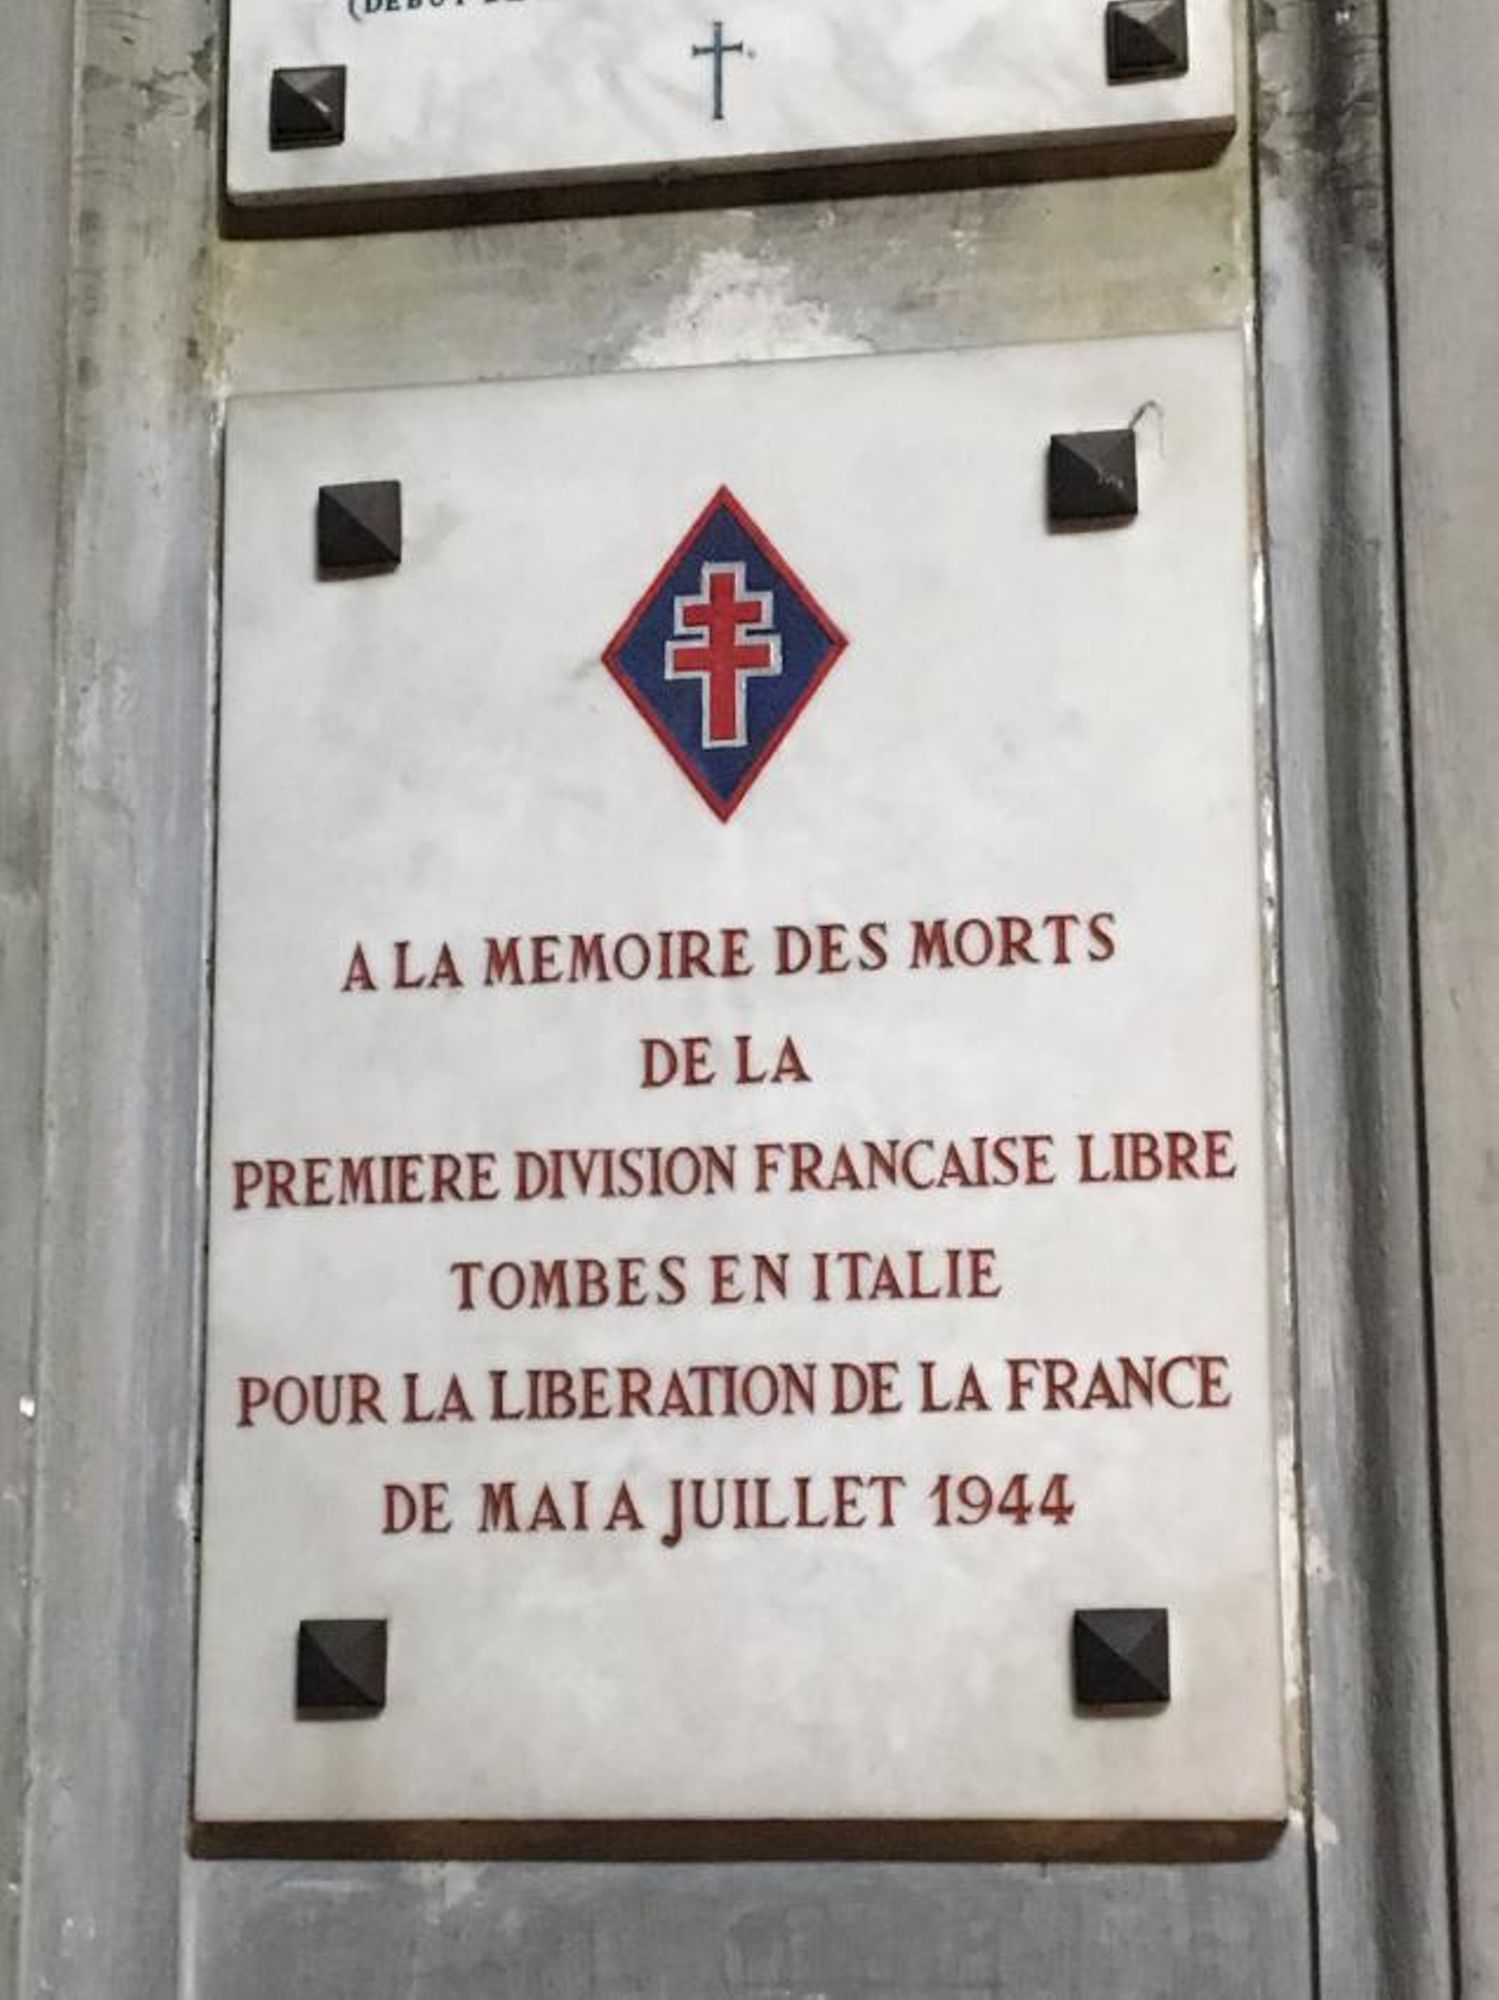 A LA MEMOIRE DES MORTS
DE LA
PREMIERE DIVISION FRANCAISE LIBRE
TOMBES EN ITALIE
POUR LA LIBERATION DE LA FRANCE
DE MAI A JUILLET 1944